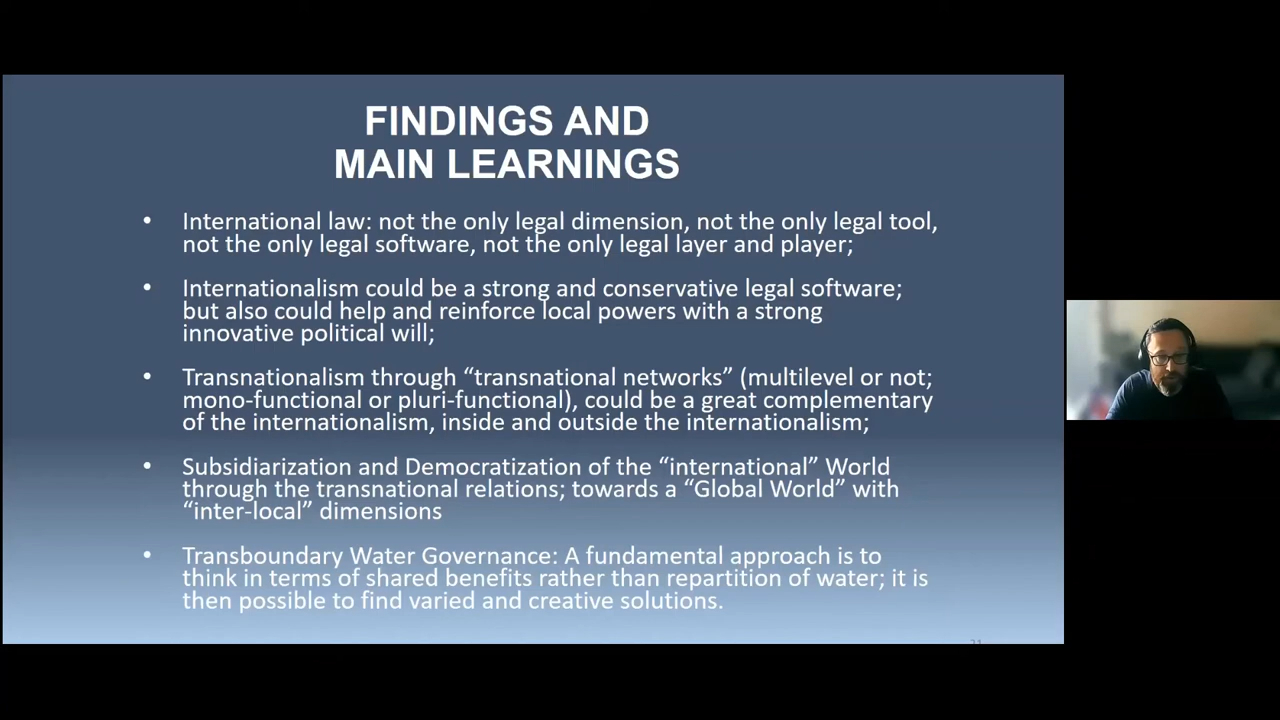 FINDINGS AND
MAIN LEARNINGS
• International law: not the only legal dimension, not the only legal tool,
not the only legal software, not the only legal layer and player;
• Internationalism could be a strong and conservative legal software;
but also could help and reinforce local powers with a strong
innovative political will;
• Transnationalism through “transnational networks” (multilevel or not;
mono-functional or pluri-functional), could be a great complementary
of the internationalism, inside and outside the internationalism;
• Subsidiarization and Democratization of the “international” World
through the transnational relations; towards a “Global World” with
“inter-local” dimensions
• Transboundary Water Governance: A fundamental approach is to
think in terms of shared benefits rather than repartition of water; it is
then possible to find varied and creative solutions.